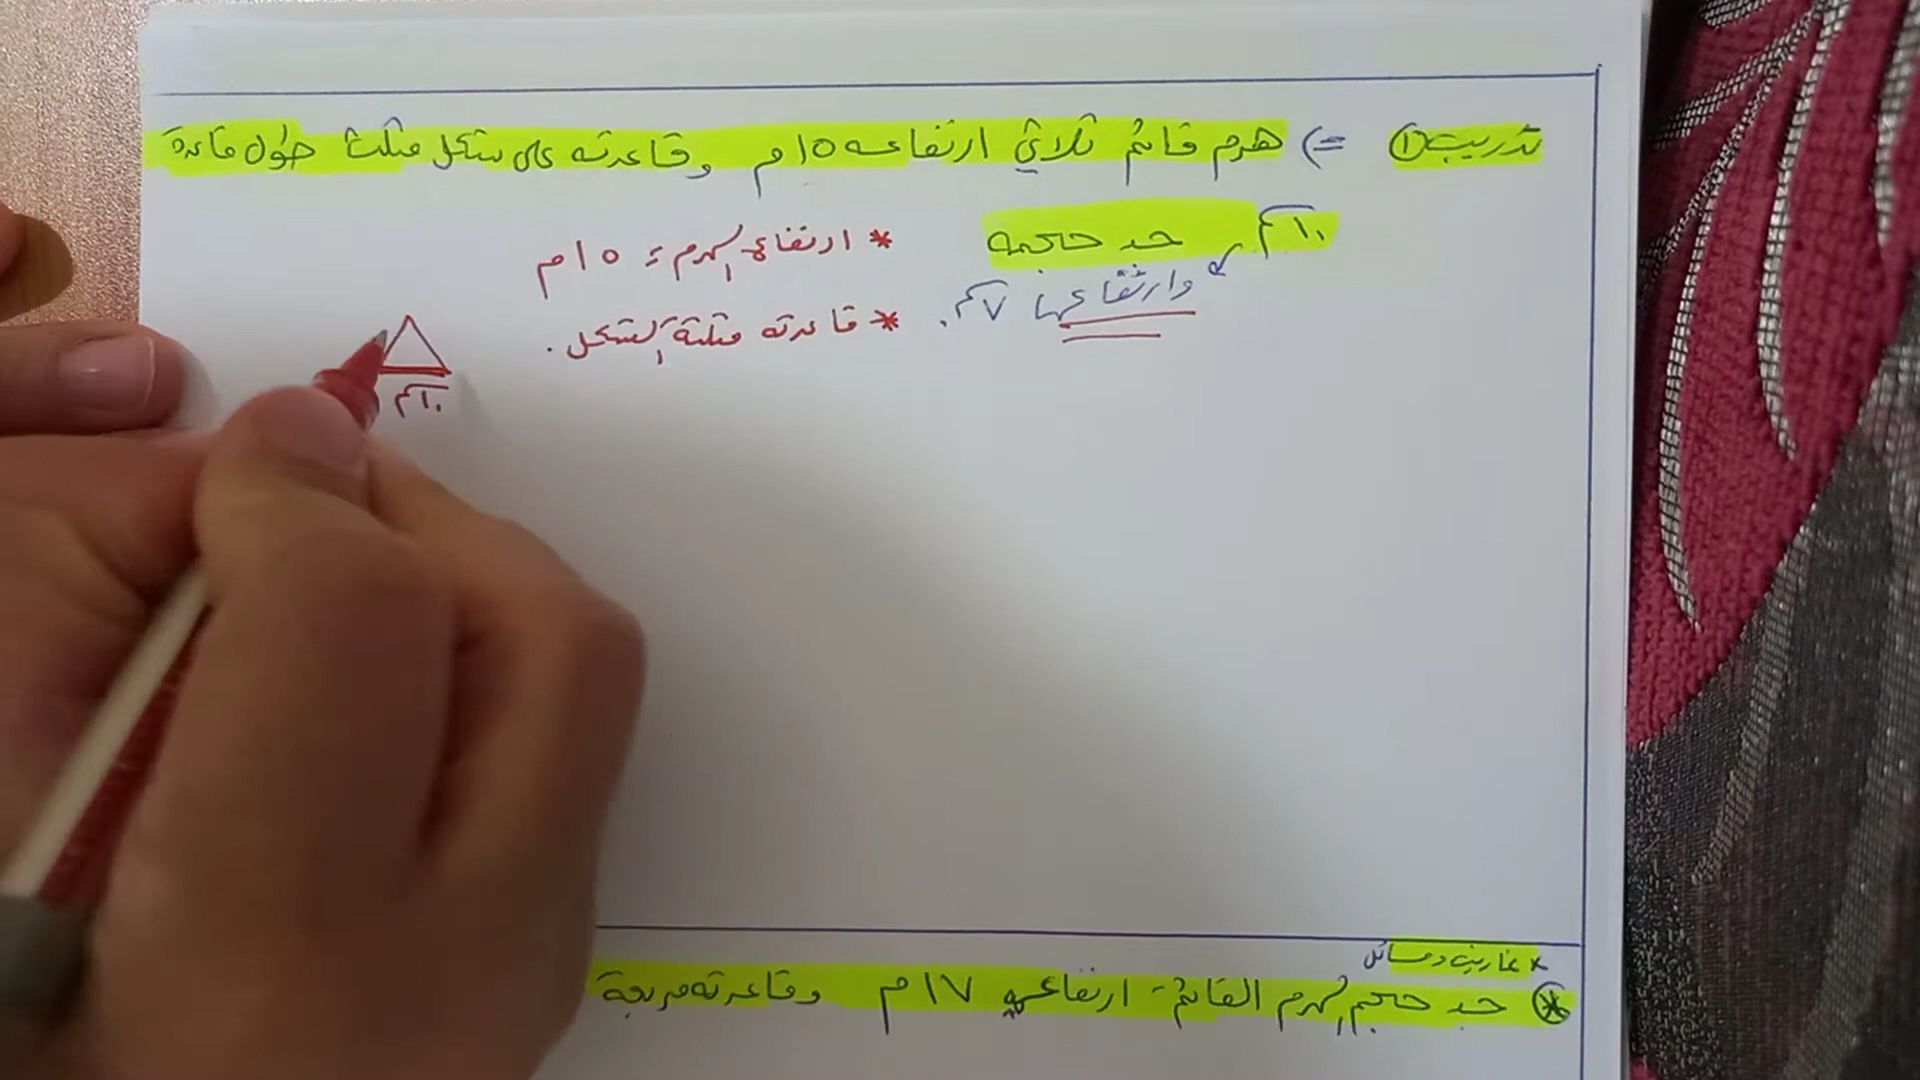 تدريب ① => هرم قائم ثلاثي ارتفاعه ١٥م وقاعدته على شكل مثلث طول قاعدة
١٠م جد حجمه
وارتفاعها ٧م.
* ارتفاع الهرم = ١٥م
* قاعدته مثلثة الشكل.
١٠م
* تمارين ومسائل
* جد حجم الهرم القائم - ارتفاعه ١٧م وقاعدته مربعة